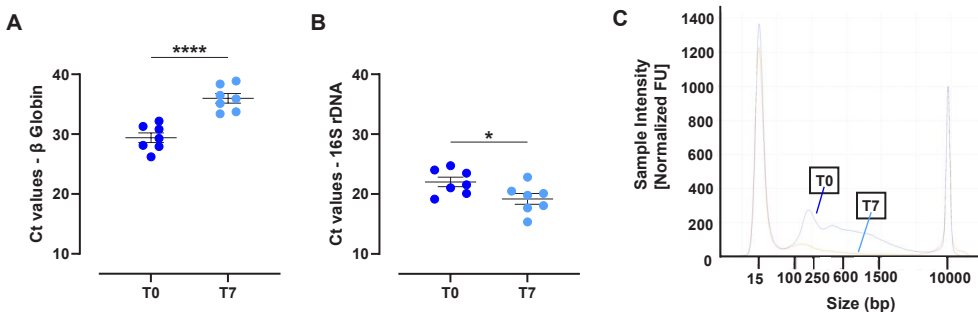 A
Ct values - β Globin
****
40
30
20
10
T0
T7
B
Ct values - 16S rDNA
*
40
30
20
10
T0
T7
C
Sample Intensity
[Normalized FU]
1400
1200
1000
800
600
400
200
0
T0
T7
15
100
250
600
1500
10000
Size (bp)